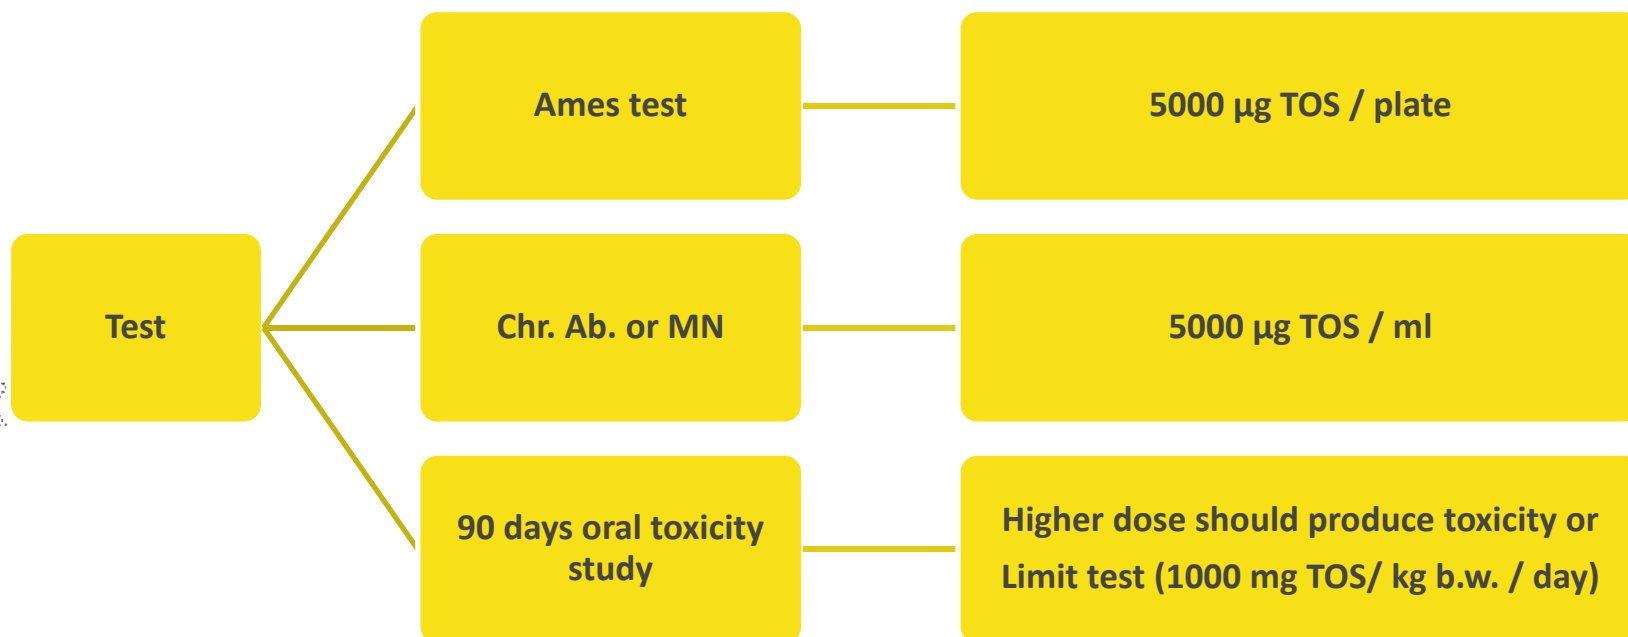 Test
Ames test
5000 µg TOS / plate
Chr. Ab. or MN
5000 µg TOS / ml
90 days oral toxicity
study
Higher dose should produce toxicity or
Limit test (1000 mg TOS/ kg b.w. / day)